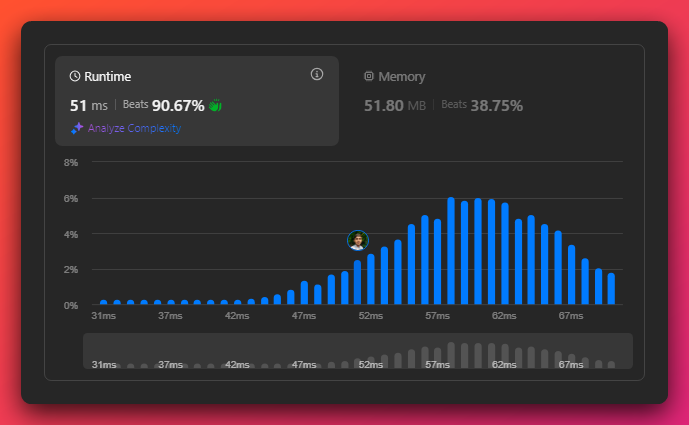 Runtime
51 ms | Beats 90.67%
Analyze Complexity
Memory
51.80 MB | Beats 38.75%
8%
6%
4%
2%
0%
31ms 37ms 42ms 47ms 52ms 57ms 62ms 67ms
31ms 37ms 42ms 47ms 52ms 57ms 62ms 67ms